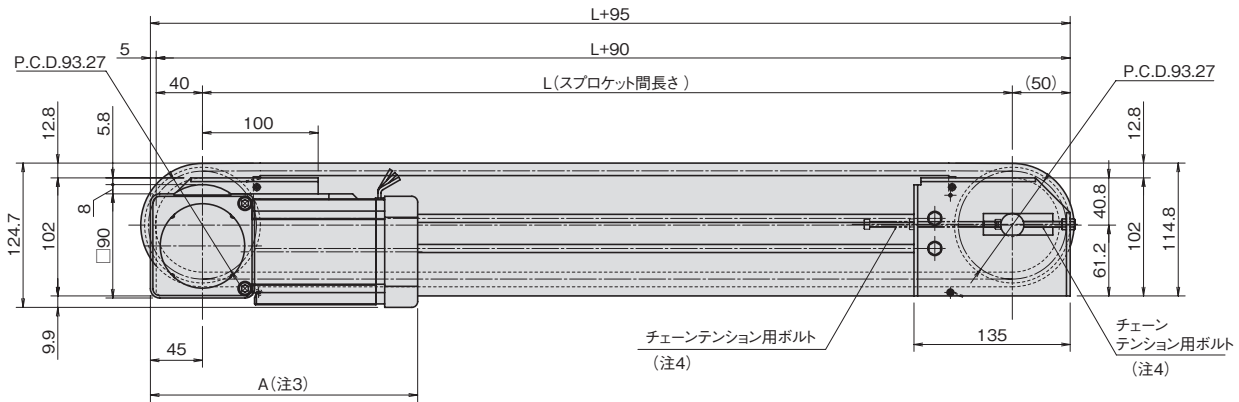 L+95
5
L+90
P.C.D.93.27
40
L(スプロケット間長さ)
(50)
P.C.D.93.27
12.8
5.8
100
12.8
124.7
102
8
□90
40.8
61.2
102
114.8
9.9
45
チェーンテンション用ボルト
(注4)
135
チェーン
テンション用ボルト
(注4)
A(注3)